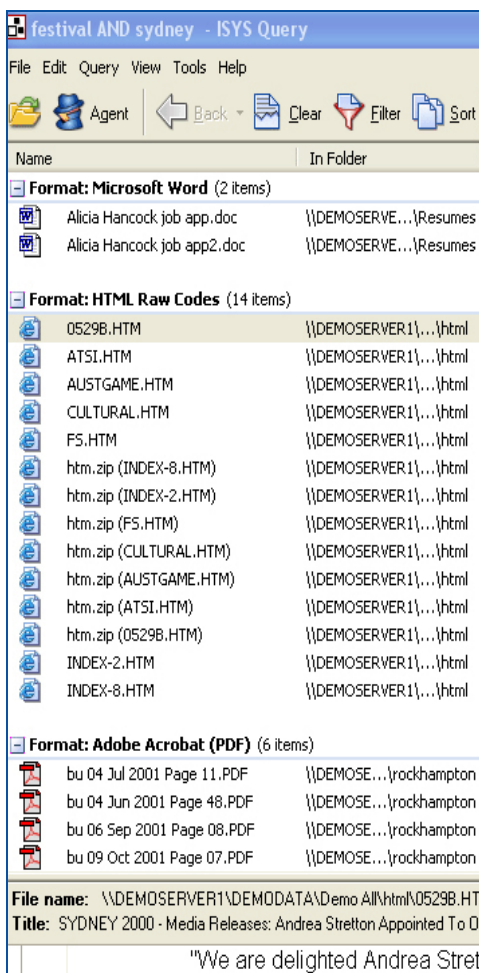 festival AND sydney - ISYS Query
File Edit Query View Tools Help
Agent Back Clear Filter Sort
Name In Folder
Format: Microsoft Word (2 items)
Alicia Hancock job app.doc \\DEMOSERVE...\Resumes
Alicia Hancock job app2.doc \\DEMOSERVE...\Resumes
Format: HTML Raw Codes (14 items)
0529B.HTM \\DEMOSERVER1\...\html
ATSI.HTM \\DEMOSERVER1\...\html
AUSTGAME.HTM \\DEMOSERVER1\...\html
CULTURAL.HTM \\DEMOSERVER1\...\html
FS.HTM \\DEMOSERVER1\...\html
htm.zip (INDEX-8.HTM) \\DEMOSERVER1\...\html
htm.zip (INDEX-2.HTM) \\DEMOSERVER1\...\html
htm.zip (FS.HTM) \\DEMOSERVER1\...\html
htm.zip (CULTURAL.HTM) \\DEMOSERVER1\...\html
htm.zip (AUSTGAME.HTM) \\DEMOSERVER1\...\html
htm.zip (ATSI.HTM) \\DEMOSERVER1\...\html
htm.zip (0529B.HTM) \\DEMOSERVER1\...\html
INDEX-2.HTM \\DEMOSERVER1\...\html
INDEX-8.HTM \\DEMOSERVER1\...\html
Format: Adobe Acrobat (PDF) (6 items)
bu 04 Jul 2001 Page 11.PDF \\DEMOSE...\rockhampton
bu 04 Jun 2001 Page 48.PDF \\DEMOSE...\rockhampton
bu 06 Sep 2001 Page 08.PDF \\DEMOSE...\rockhampton
bu 09 Oct 2001 Page 07.PDF \\DEMOSE...\rockhampton
File name: \\DEMOSERVER1\DEMODATA\Demo All\html\0529B.HT
Title: SYDNEY 2000 - Media Releases: Andrea Stretton Appointed To O
"We are delighted Andrea Stret